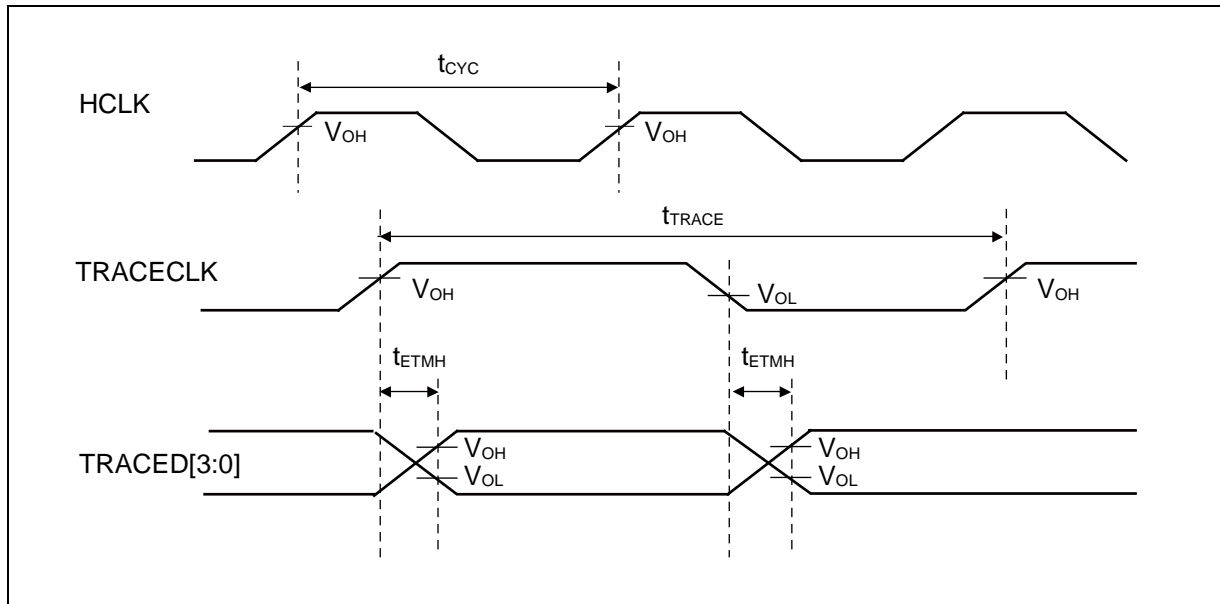 tCYC
HCLK
VOH VOH
tTRACE
TRACECLK
VOH VOL VOH
tETMH tETMH
TRACED[3:0]
VOH VOH
VOL VOL